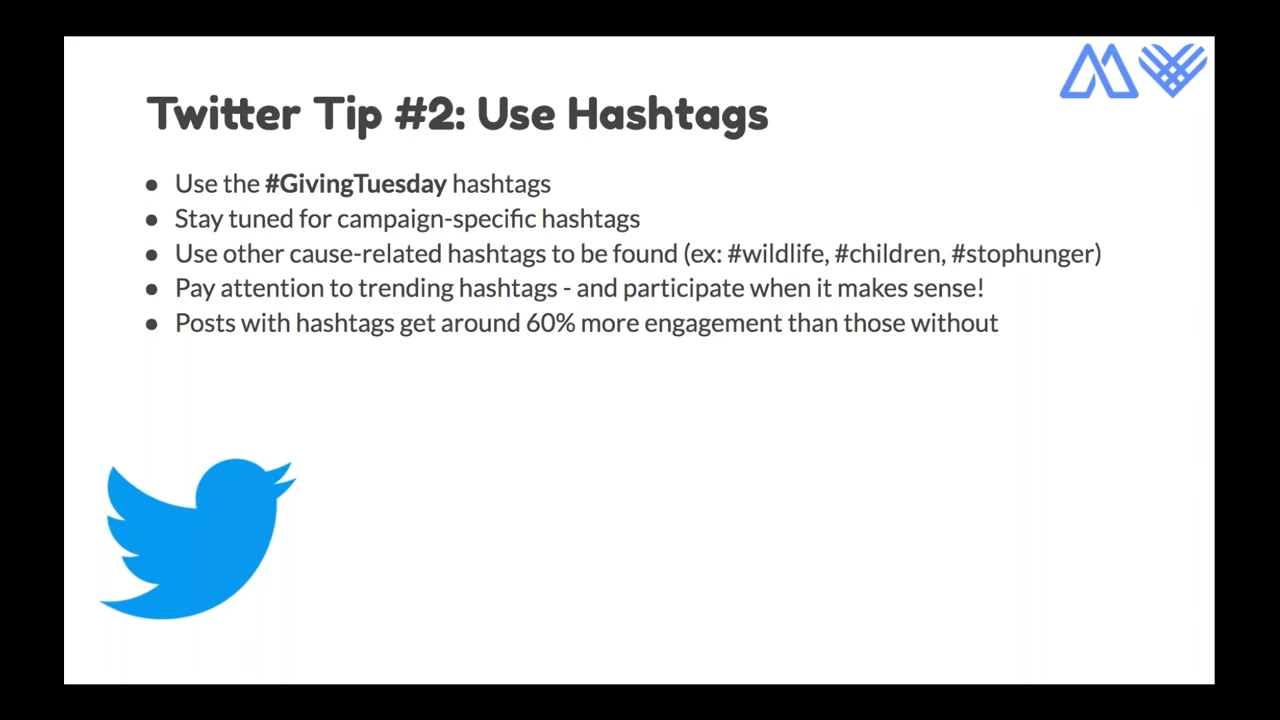 Twitter Tip #2: Use Hashtags
● Use the #GivingTuesday hashtags
● Stay tuned for campaign-specific hashtags
● Use other cause-related hashtags to be found (ex: #wildlife, #children, #stophunger)
● Pay attention to trending hashtags - and participate when it makes sense!
● Posts with hashtags get around 60% more engagement than those without